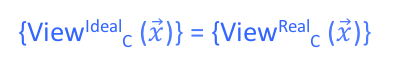 {View^Ideal_C (x⃗)} = {View^Real_C (x⃗)}